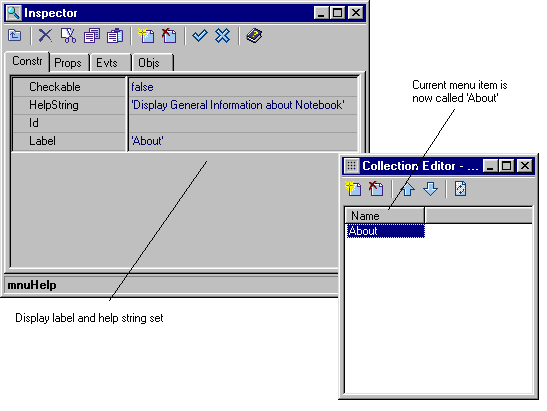 Inspector
Constr Props Evts Objs
Checkable false
HelpString 'Display General Information about Notebook'
Id
Label 'About'
mnuHelp
Display label and help string set
Current menu item is
now called 'About'
Collection Editor - ...
Name
About